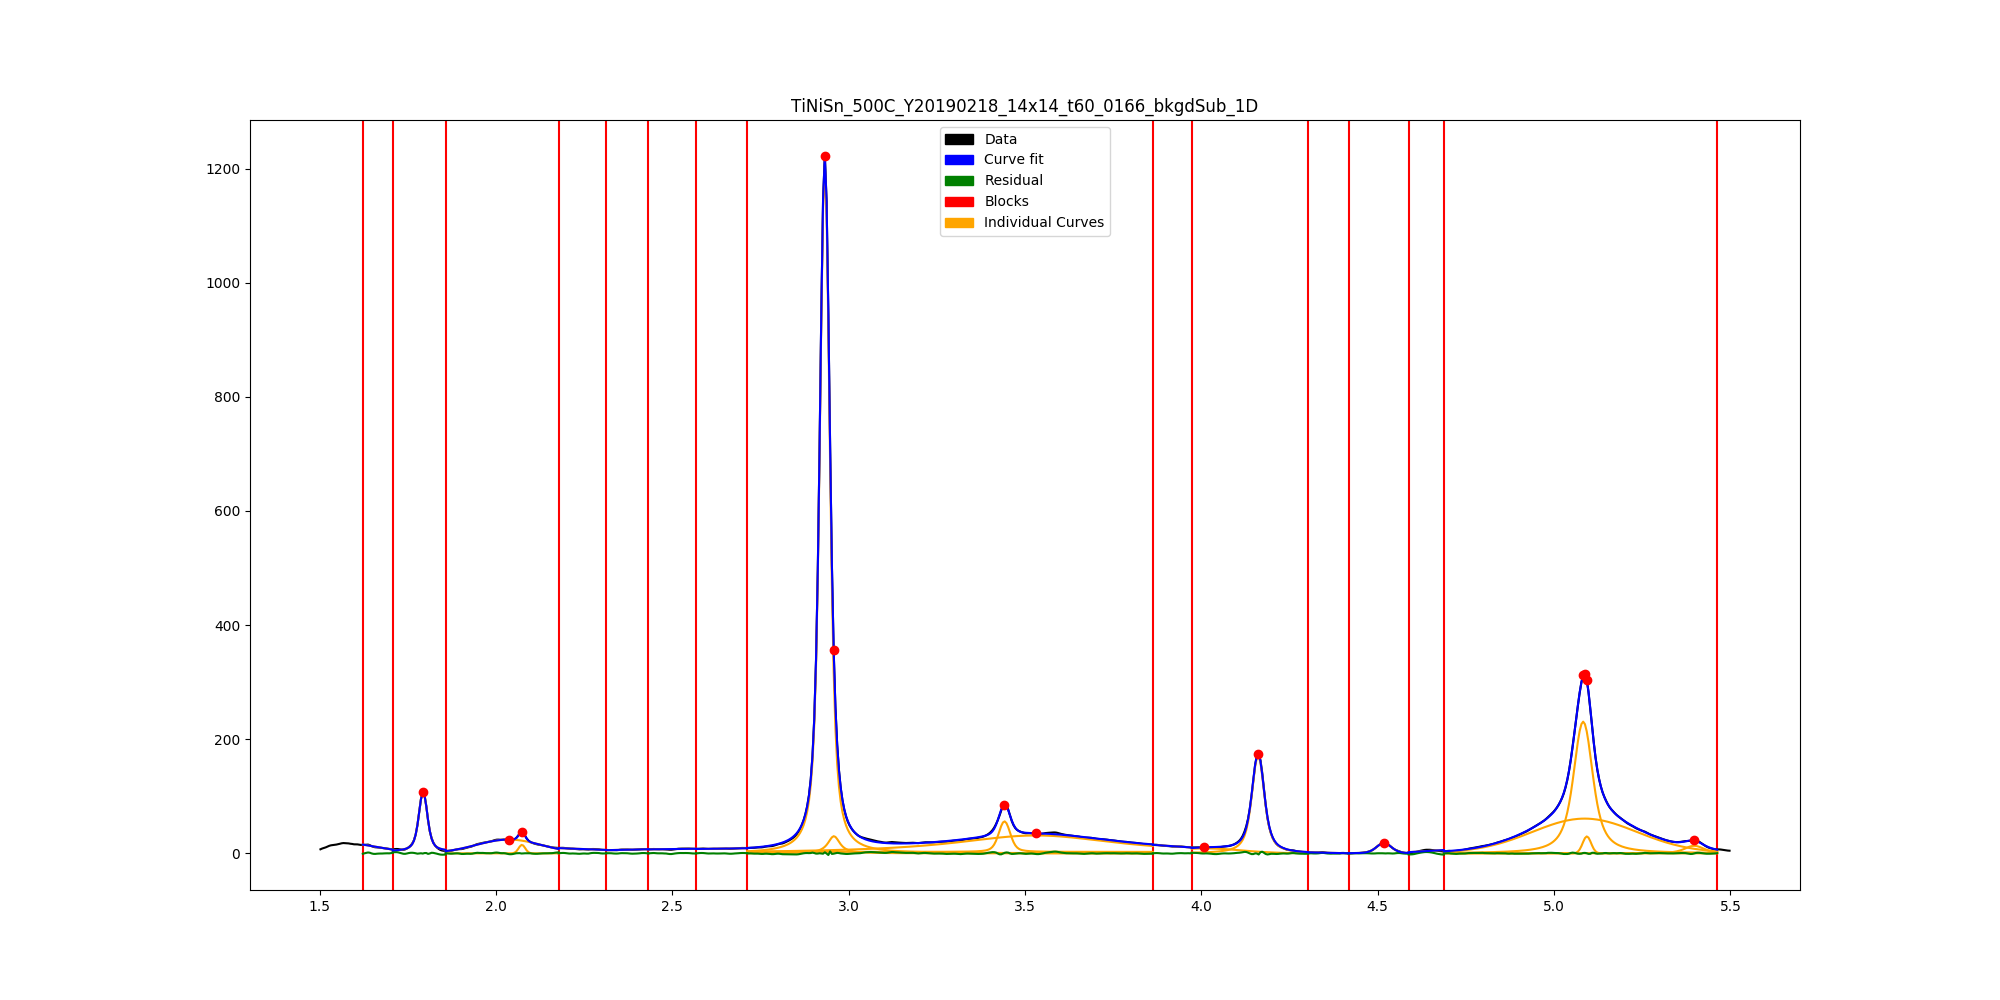 TiNiSn_500C_Y20190218_14x14_t60_0166_bkgdSub_1D
Data
Curve fit
Residual
Blocks
Individual Curves
1200
1000
800
600
400
200
0
1.5 2.0 2.5 3.0 3.5 4.0 4.5 5.0 5.5